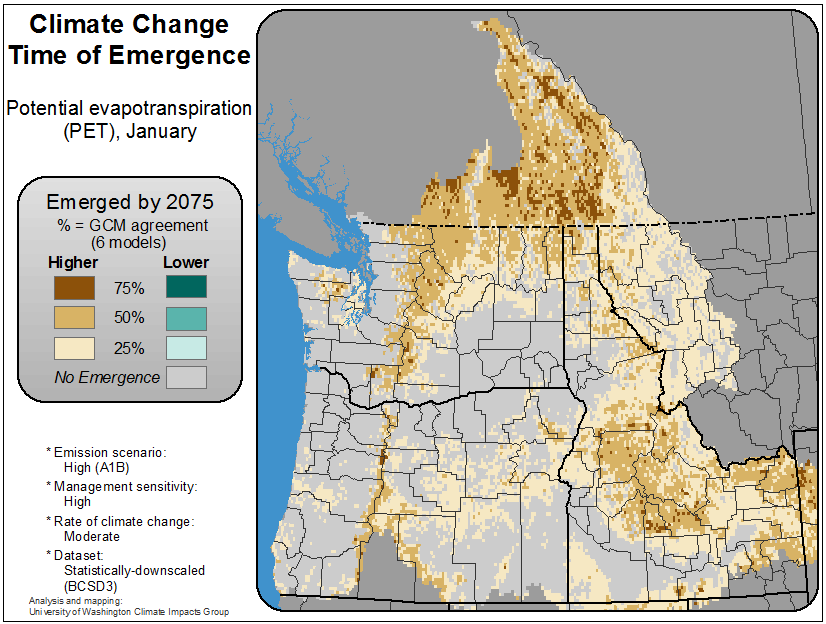 Climate Change
Time of Emergence
Potential evapotranspiration
(PET), January
Emerged by 2075
% = GCM agreement
(6 models)
Higher Lower
75%
50%
25%
No Emergence
* Emission scenario:
High (A1B)
* Management sensitivity:
High
* Rate of climate change:
Moderate
* Dataset:
Statistically-downscaled
(BCSD3)
Analysis and mapping:
University of Washington Climate Impacts Group